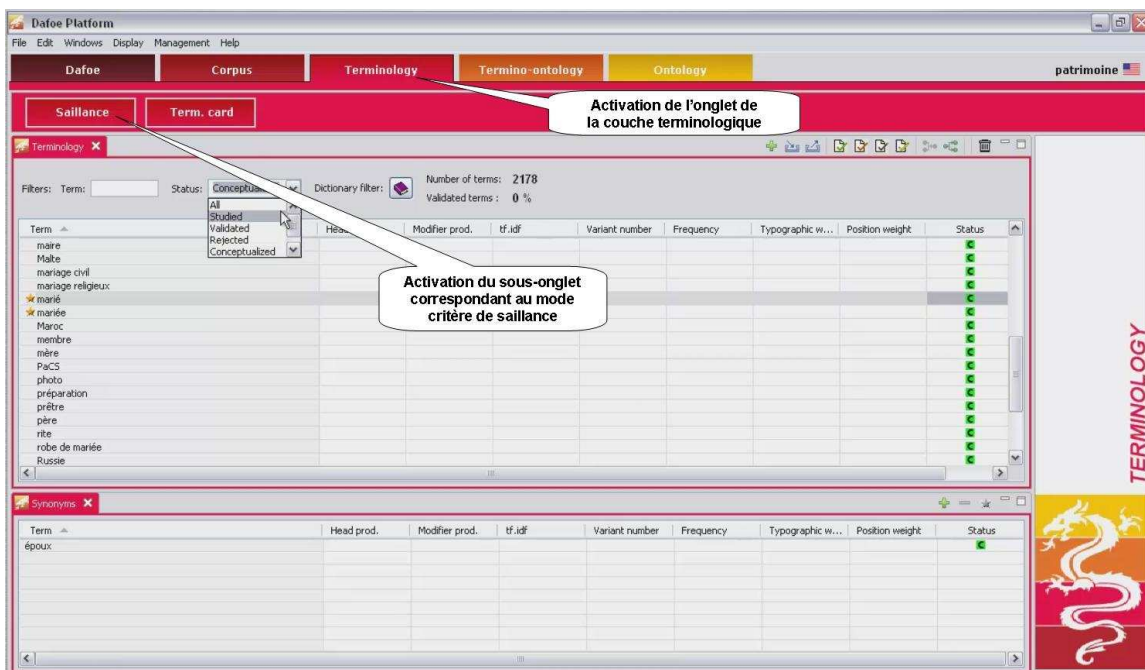 Dafoe Platform
File Edit Windows Display Management Help
Dafoe Corpus Terminology Termino-ontology Ontology patrimoine
Activation de l'onglet de
la couche terminologique
Saillance Term. card
Terminology
Filters: Term: Status: Conceptualized Dictionary filter: Number of terms: 2178
Validated terms : 0 %
All
Studied
Validated
Rejected
Conceptualized
Term Head Modifier prod. tf.idf Variant number Frequency Typographic w... Position weight Status
maire C
Malte C
mariage civil C
mariage religieux C
marié C
mariée C
Maroc C
membre C
mère C
PaCS C
photo C
préparation C
prêtre C
père C
rite C
robe de mariée C
Russie C
Activation du sous-onglet
correspondant au mode
critère de saillance
TERMINOLOGY
Synonyms
Term Head prod. Modifier prod. tf.idf Variant number Frequency Typographic w... Position weight Status
époux C